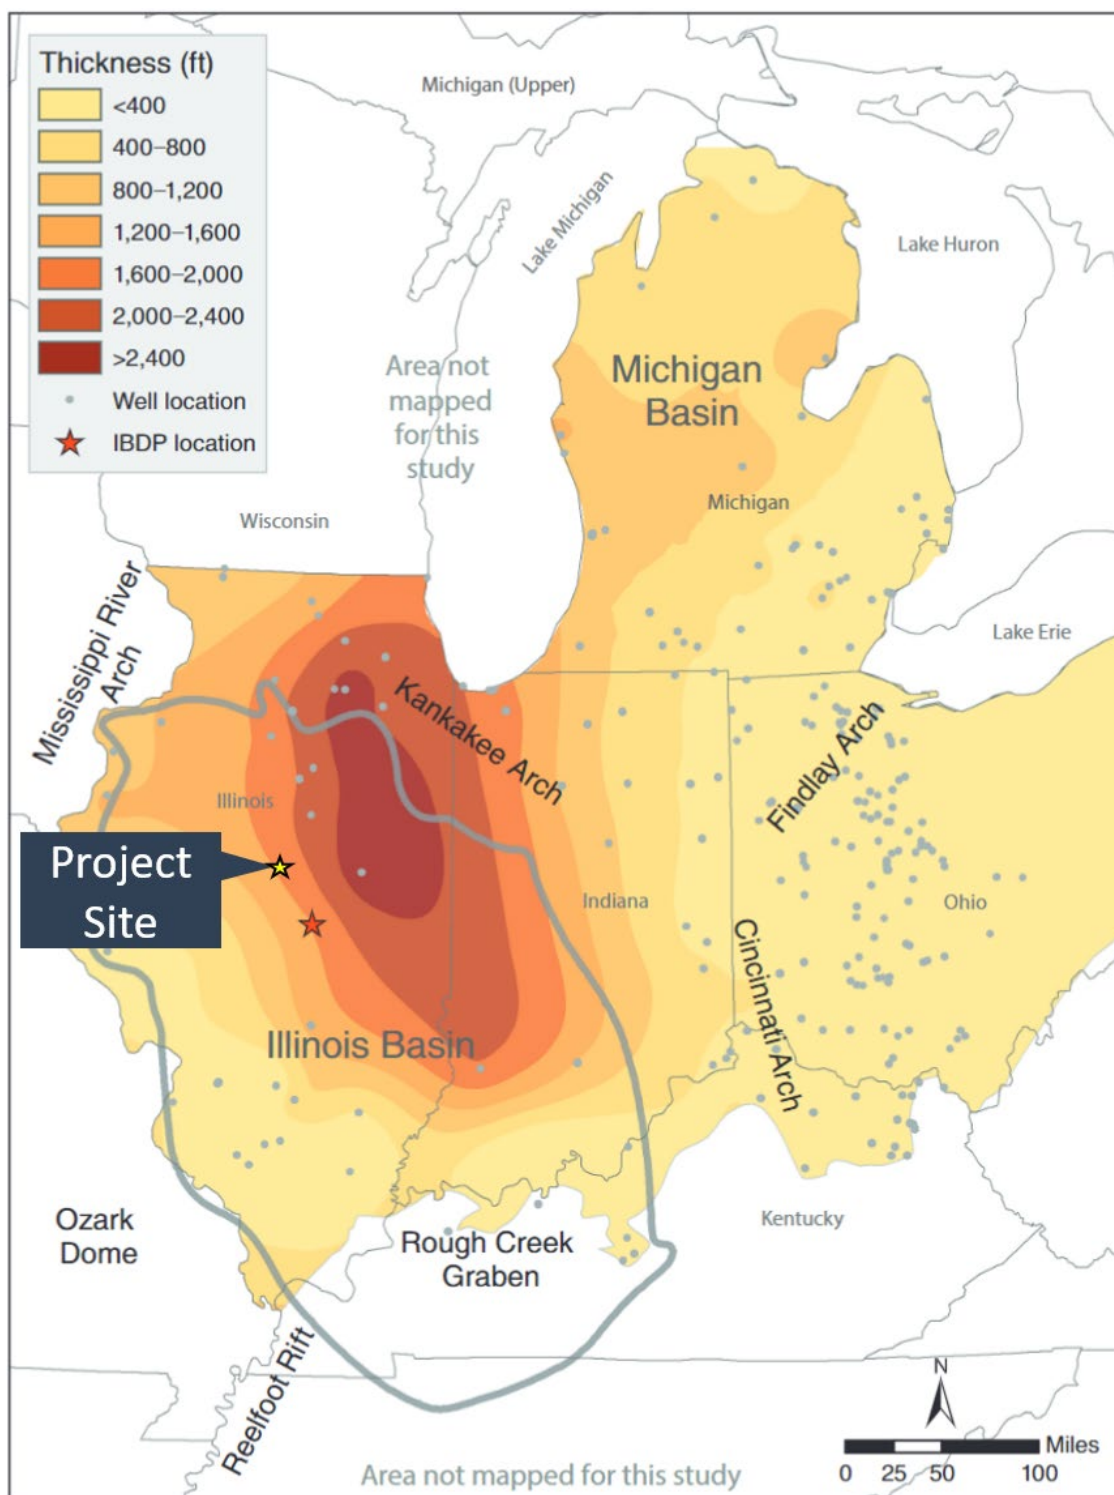 Thickness (ft)
<400
400–800
800–1,200
1,200–1,600
1,600–2,000
2,000–2,400
>2,400
Well location
IBDP location
Michigan (Upper)
Lake Michigan
Lake Huron
Area not
mapped
for this
study
Michigan
Basin
Michigan
Wisconsin
Mississippi River
Arch
Lake Erie
Kankakee Arch
Findlay Arch
Illinois
Project
Site
Indiana
Ohio
Cincinnati Arch
Illinois Basin
Ozark
Dome
Rough Creek
Graben
Kentucky
Reelfoot Rift
N
Miles
0 25 50 100
Area not mapped for this study